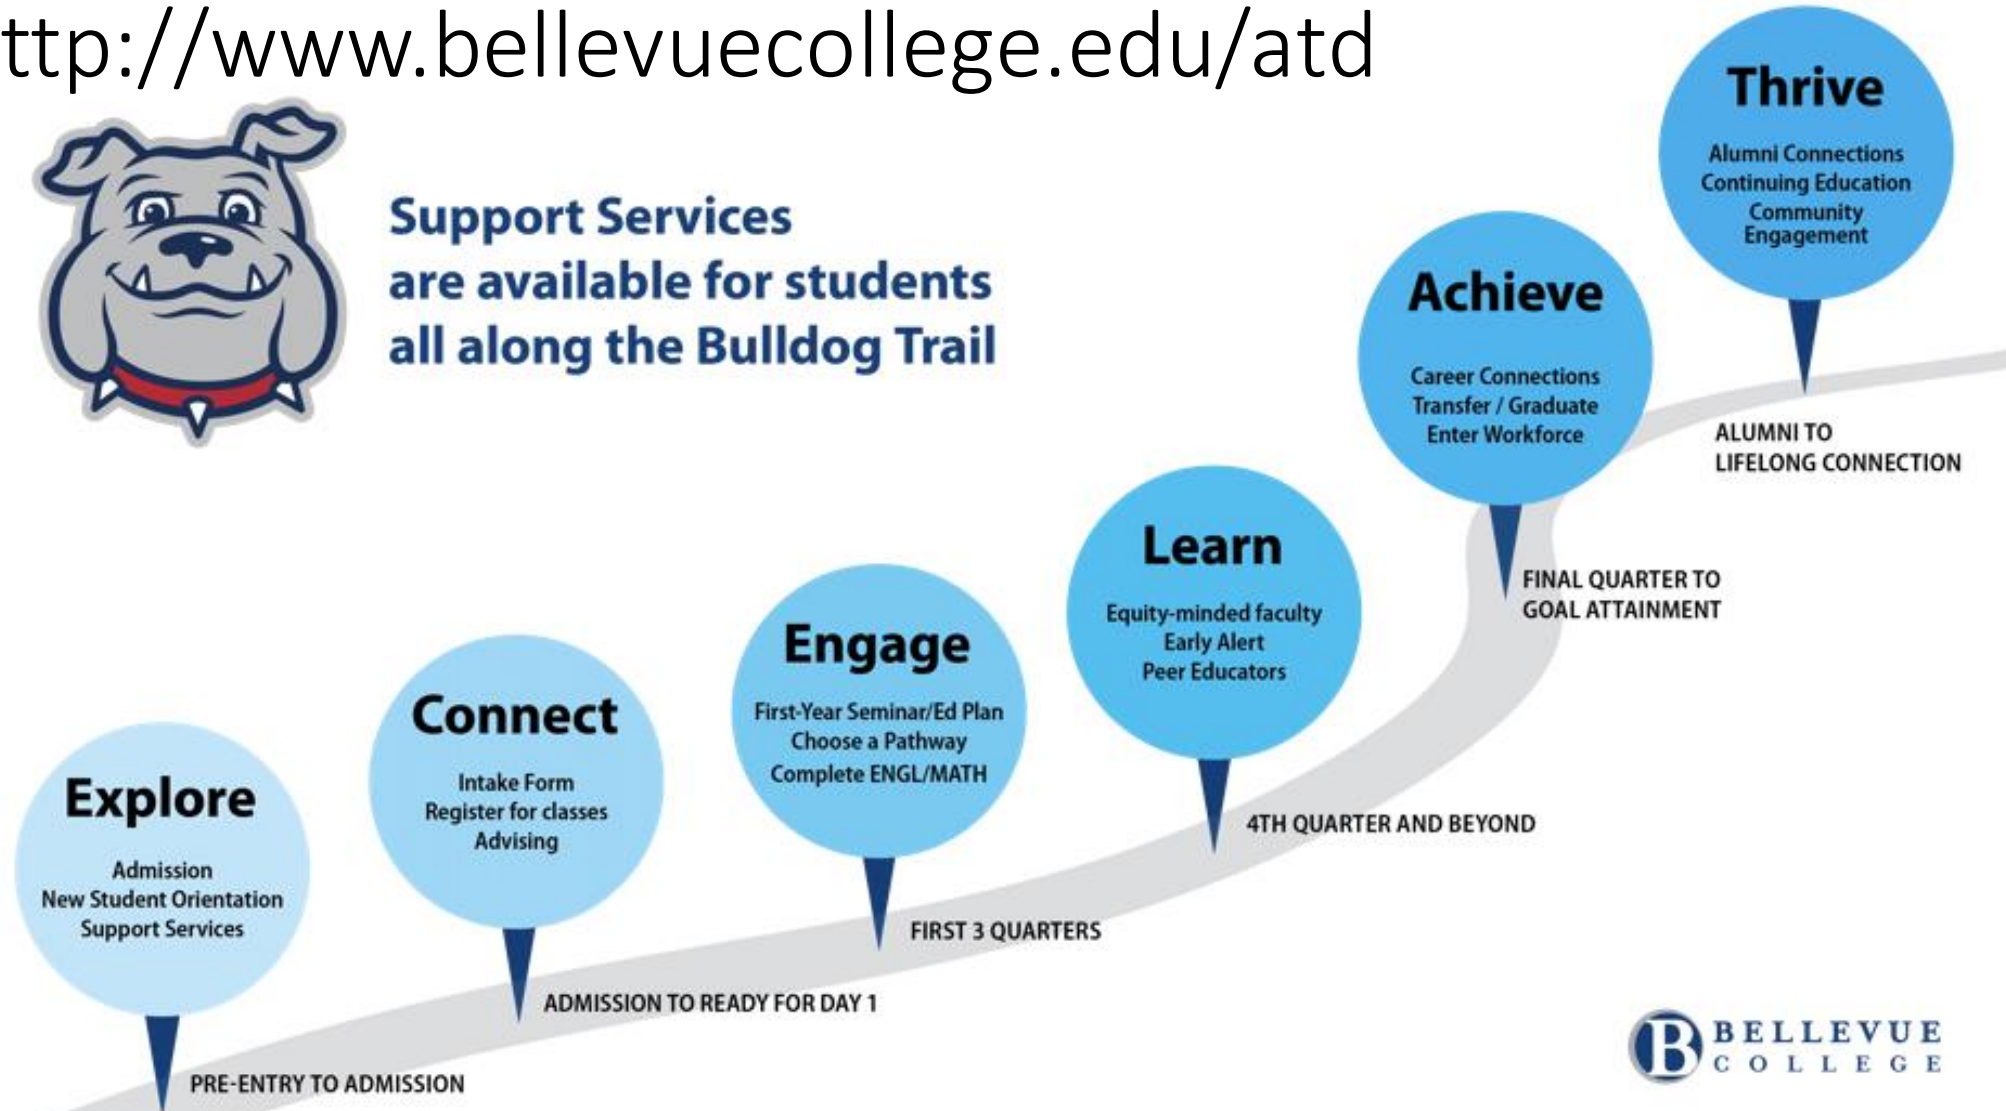 ttp://www.bellevuecollege.edu/atd
Support Services
are available for students
all along the Bulldog Trail
Explore
Admission
New Student Orientation
Support Services
PRE-ENTRY TO ADMISSION
Connect
Intake Form
Register for classes
Advising
ADMISSION TO READY FOR DAY 1
Engage
First-Year Seminar/Ed Plan
Choose a Pathway
Complete ENGL/MATH
FIRST 3 QUARTERS
Learn
Equity-minded faculty
Early Alert
Peer Educators
4TH QUARTER AND BEYOND
Achieve
Career Connections
Transfer / Graduate
Enter Workforce
FINAL QUARTER TO
GOAL ATTAINMENT
Thrive
Alumni Connections
Continuing Education
Community
Engagement
ALUMNI TO
LIFELONG CONNECTION
B
BELLEVUE
COLLEGE